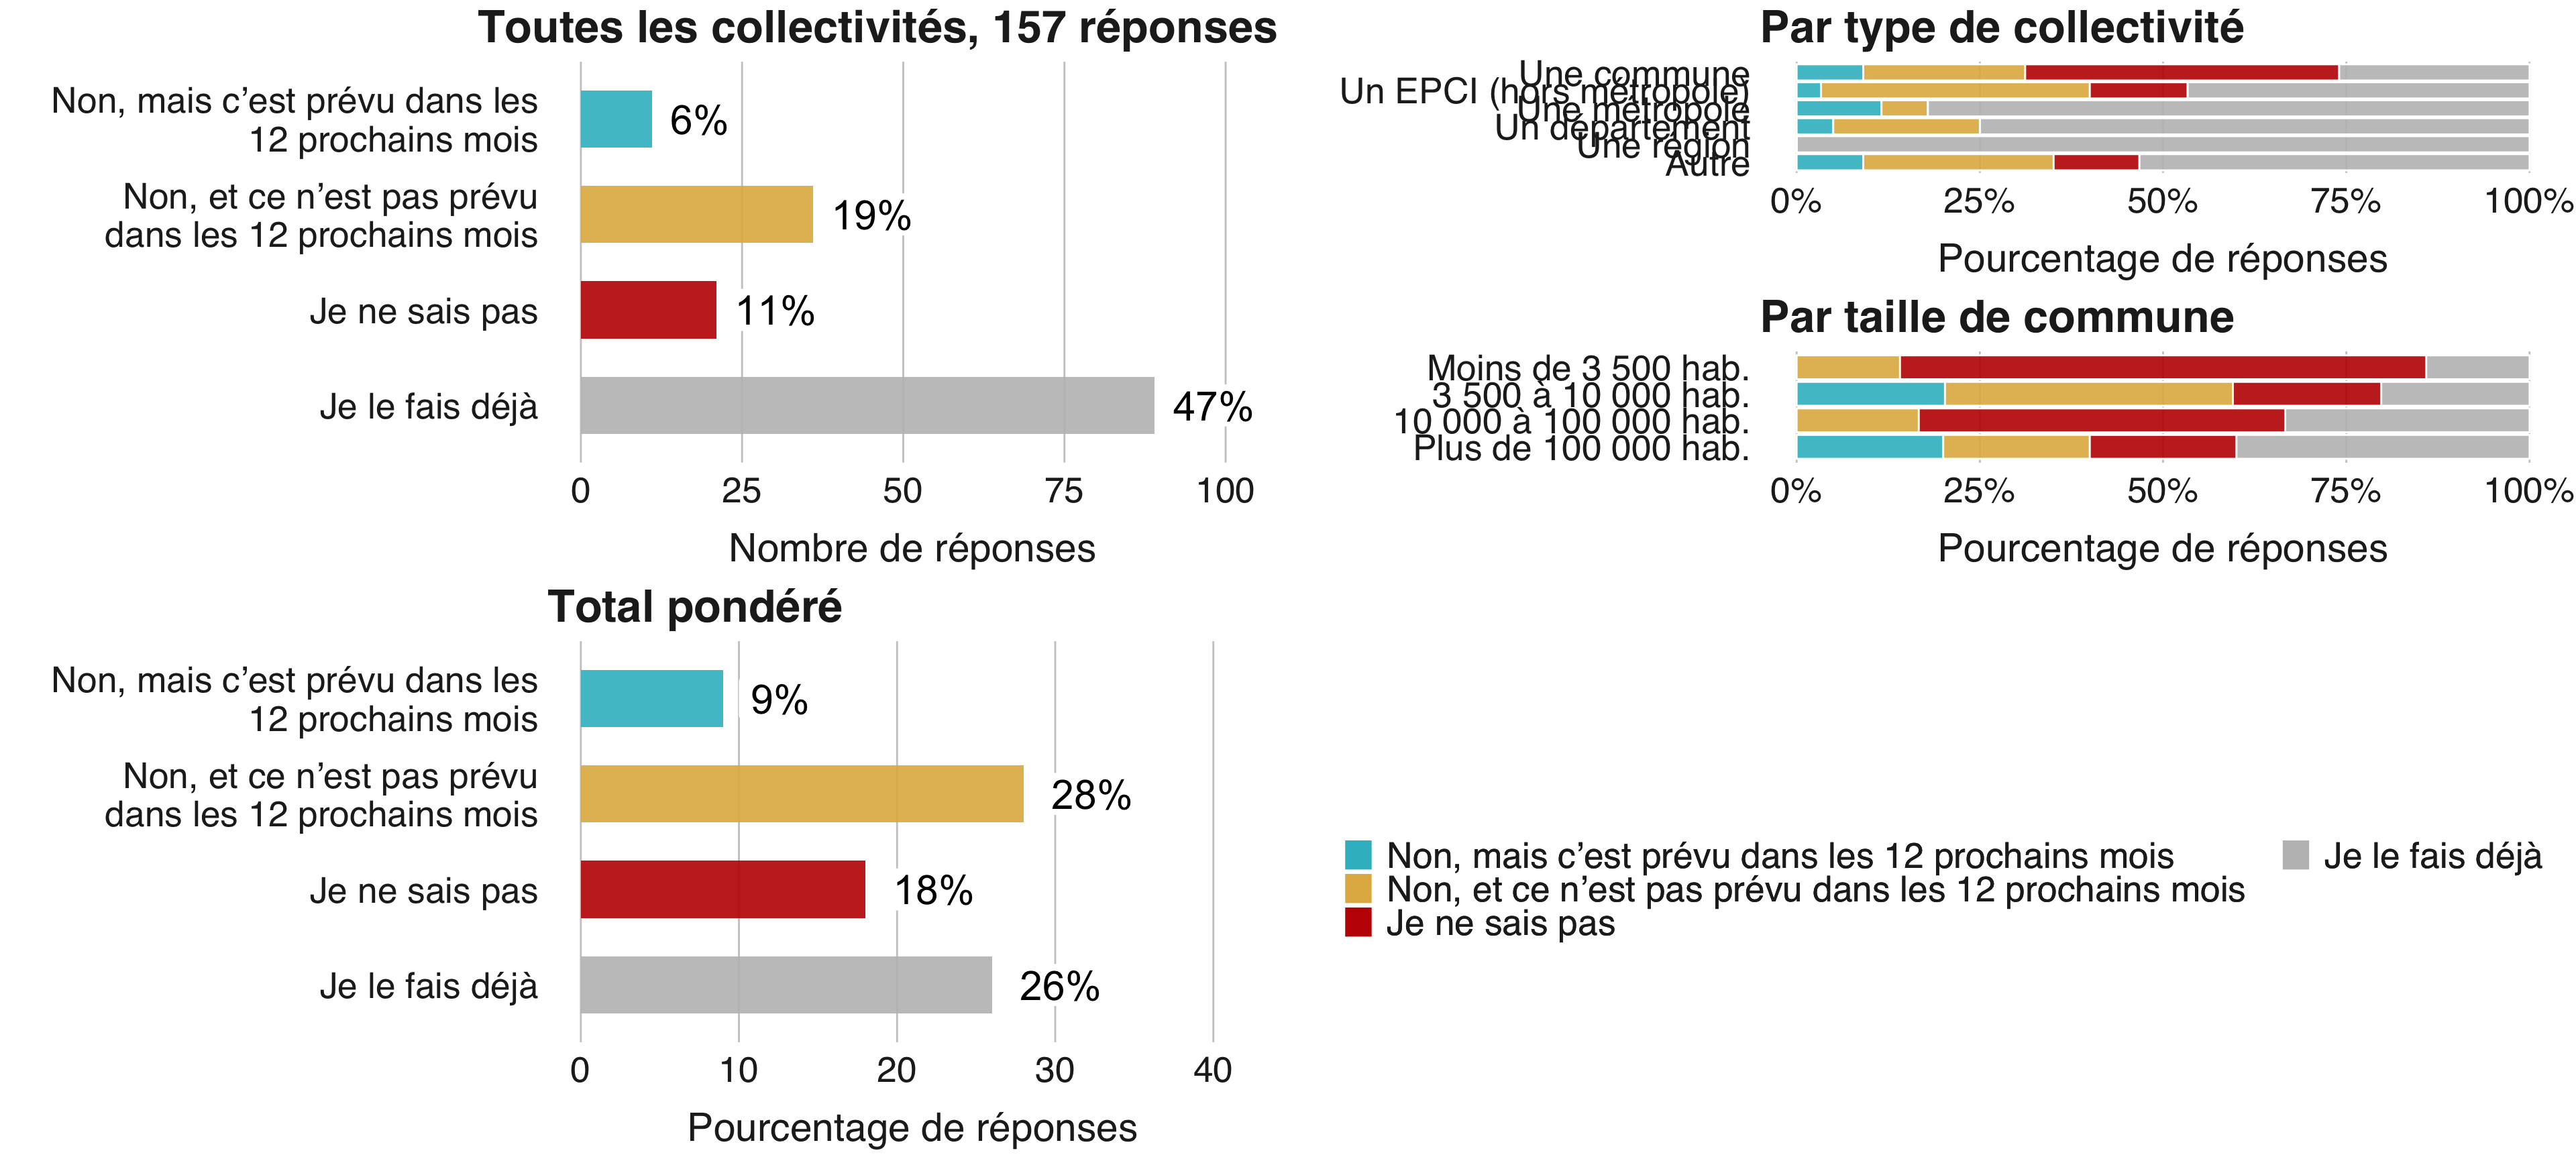 Toutes les collectivités, 157 réponses
Non, mais c’est prévu dans les
12 prochains mois
6%
Non, et ce n’est pas prévu
dans les 12 prochains mois
19%
Je ne sais pas
11%
Je le fais déjà
47%
0 25 50 75 100
Nombre de réponses
Total pondéré
Non, mais c’est prévu dans les
12 prochains mois
9%
Non, et ce n’est pas prévu
dans les 12 prochains mois
28%
Je ne sais pas
18%
Je le fais déjà
26%
0 10 20 30 40
Pourcentage de réponses
Par type de collectivité
Une commune
Un EPCI (hors métropole)
Une métropole
Un département
Une région
Autre
0% 25% 50% 75% 100%
Pourcentage de réponses
Par taille de commune
Moins de 3 500 hab.
3 500 à 10 000 hab.
10 000 à 100 000 hab.
Plus de 100 000 hab.
0% 25% 50% 75% 100%
Pourcentage de réponses
Non, mais c’est prévu dans les 12 prochains mois
Non, et ce n’est pas prévu dans les 12 prochains mois
Je ne sais pas
Je le fais déjà